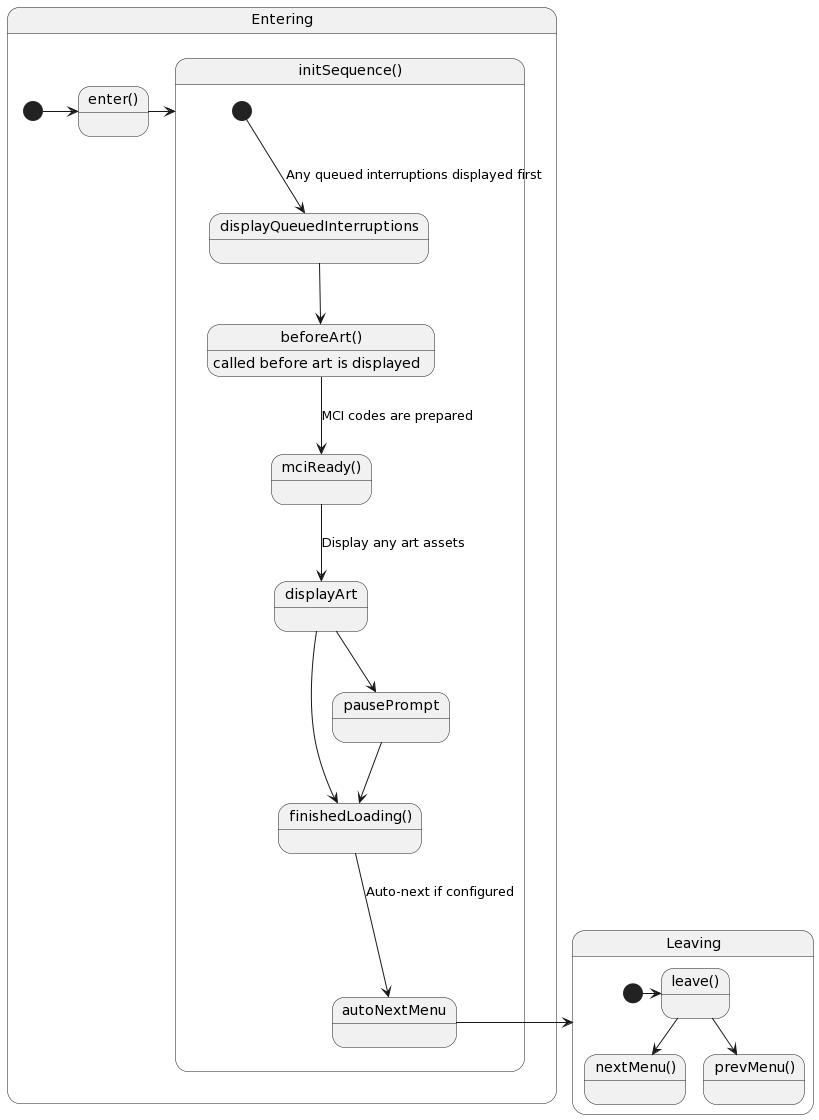 Entering
initSequence()
enter()
Any queued interruptions displayed first
displayQueuedInterruptions
beforeArt()
called before art is displayed
MCI codes are prepared
mciReady()
Display any art assets
displayArt
pausePrompt
finishedLoading()
Auto-next if configured
autoNextMenu
Leaving
leave()
nextMenu()
prevMenu()